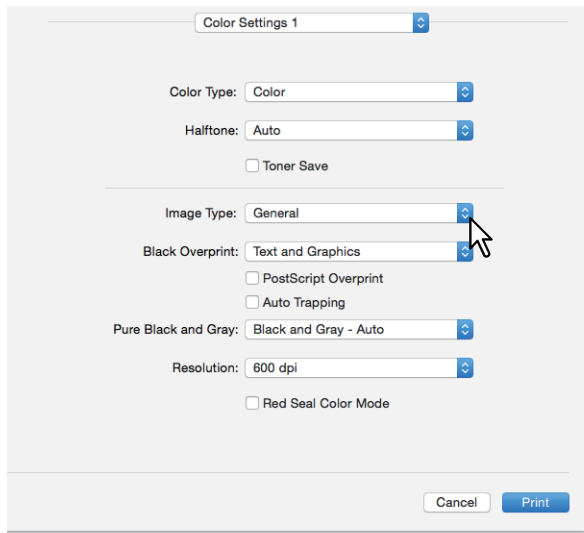 Color Settings 1
Color Type: Color
Halftone: Auto
Toner Save
Image Type: General
Black Overprint: Text and Graphics
PostScript Overprint
Auto Trapping
Pure Black and Gray: Black and Gray - Auto
Resolution: 600 dpi
Red Seal Color Mode
Cancel Print